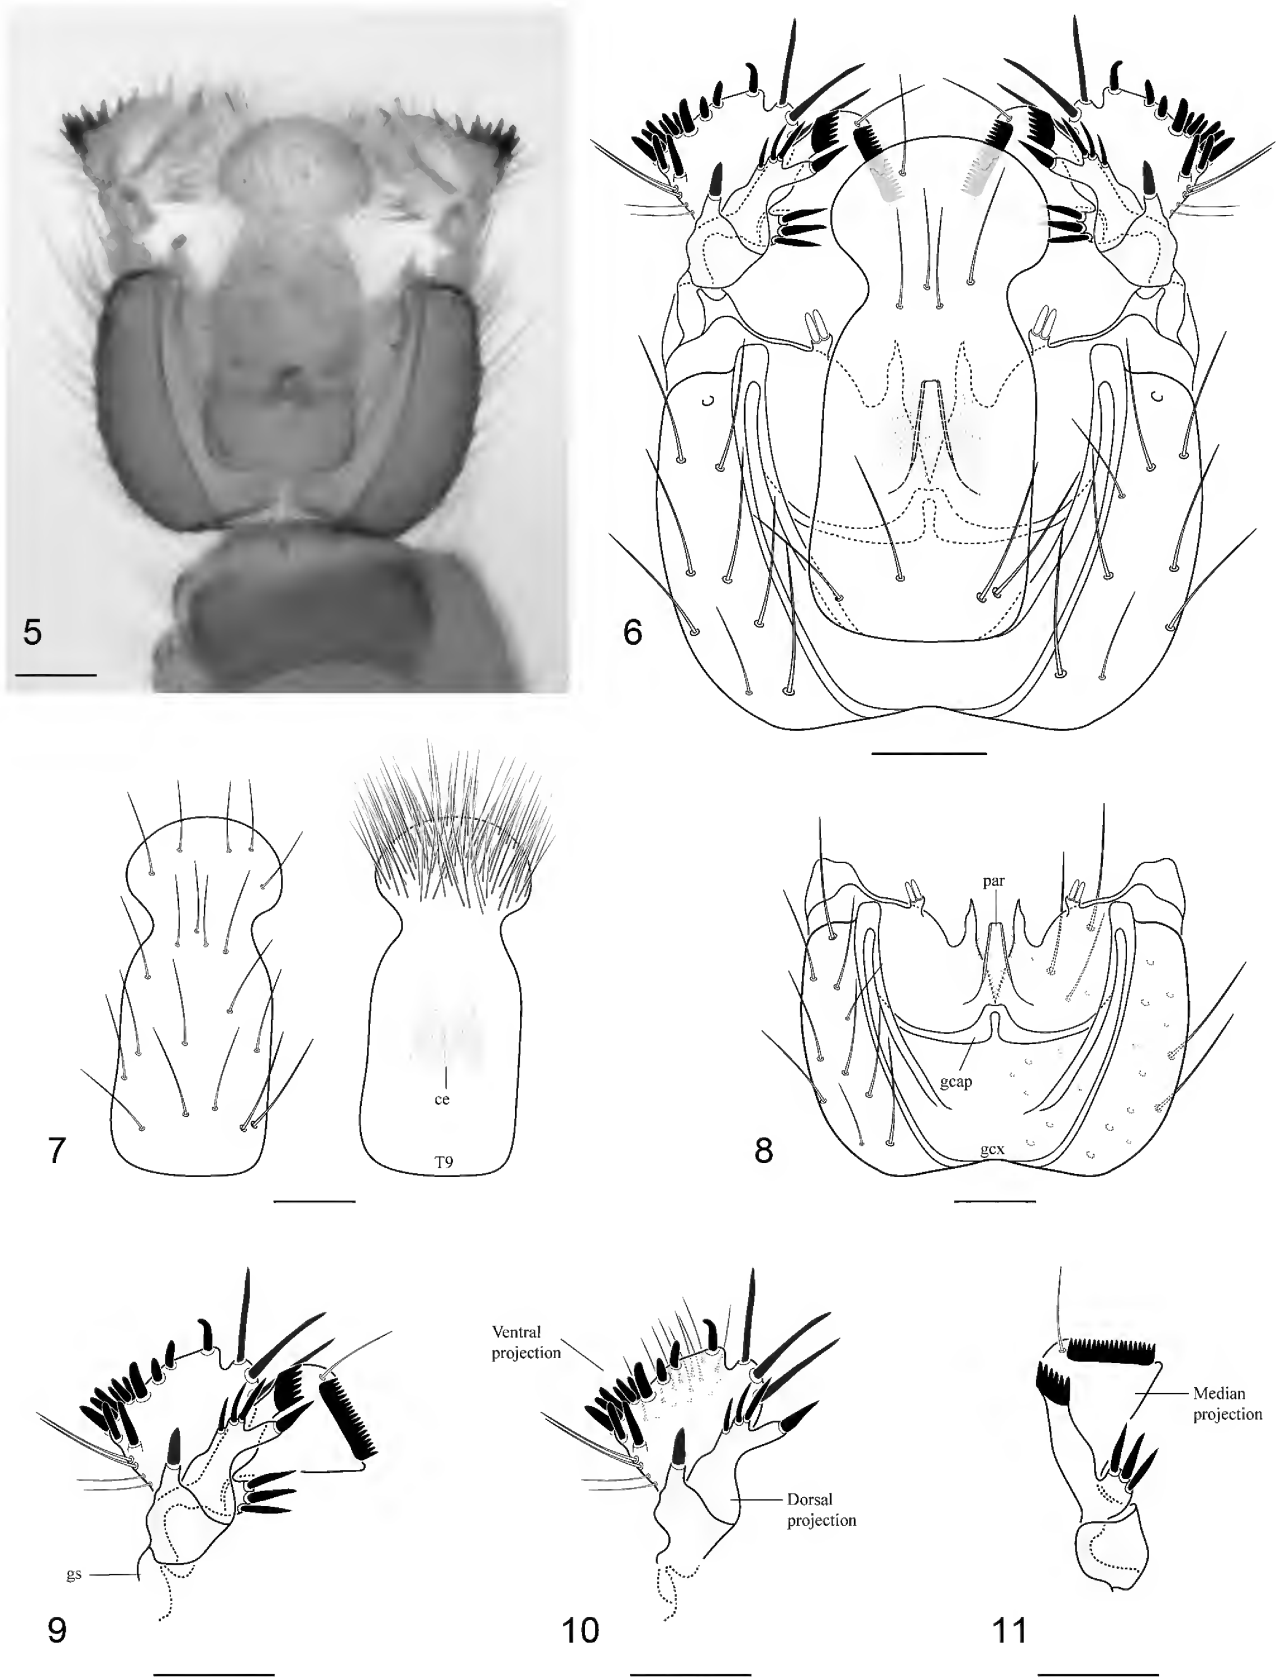 5
6
par
gcap
gcx
ce
T9
7
8
Ventral
projection
Dorsal
projection
Median
projection
gs
9
10
11